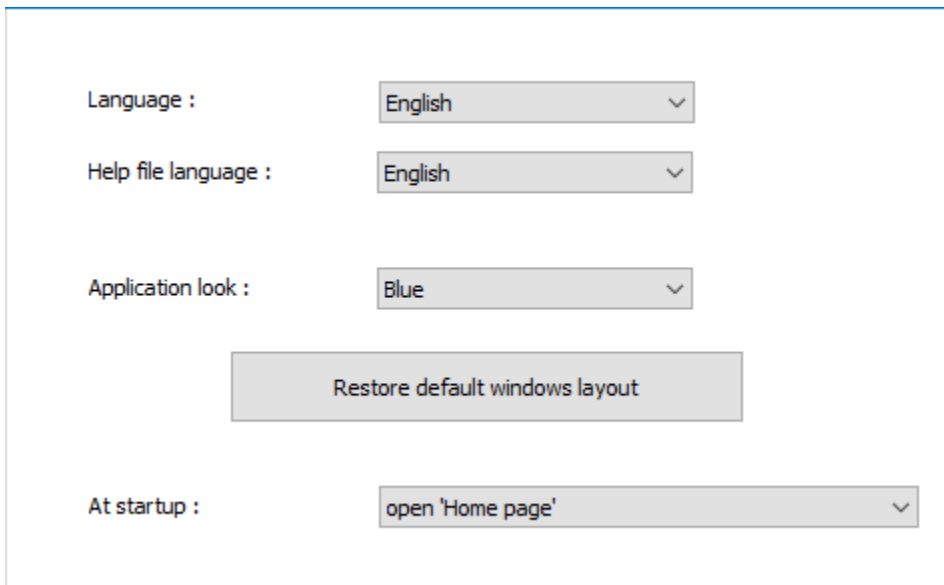 Language : English
Help file language : English
Application look : Blue
Restore default windows layout
At startup : open 'Home page'